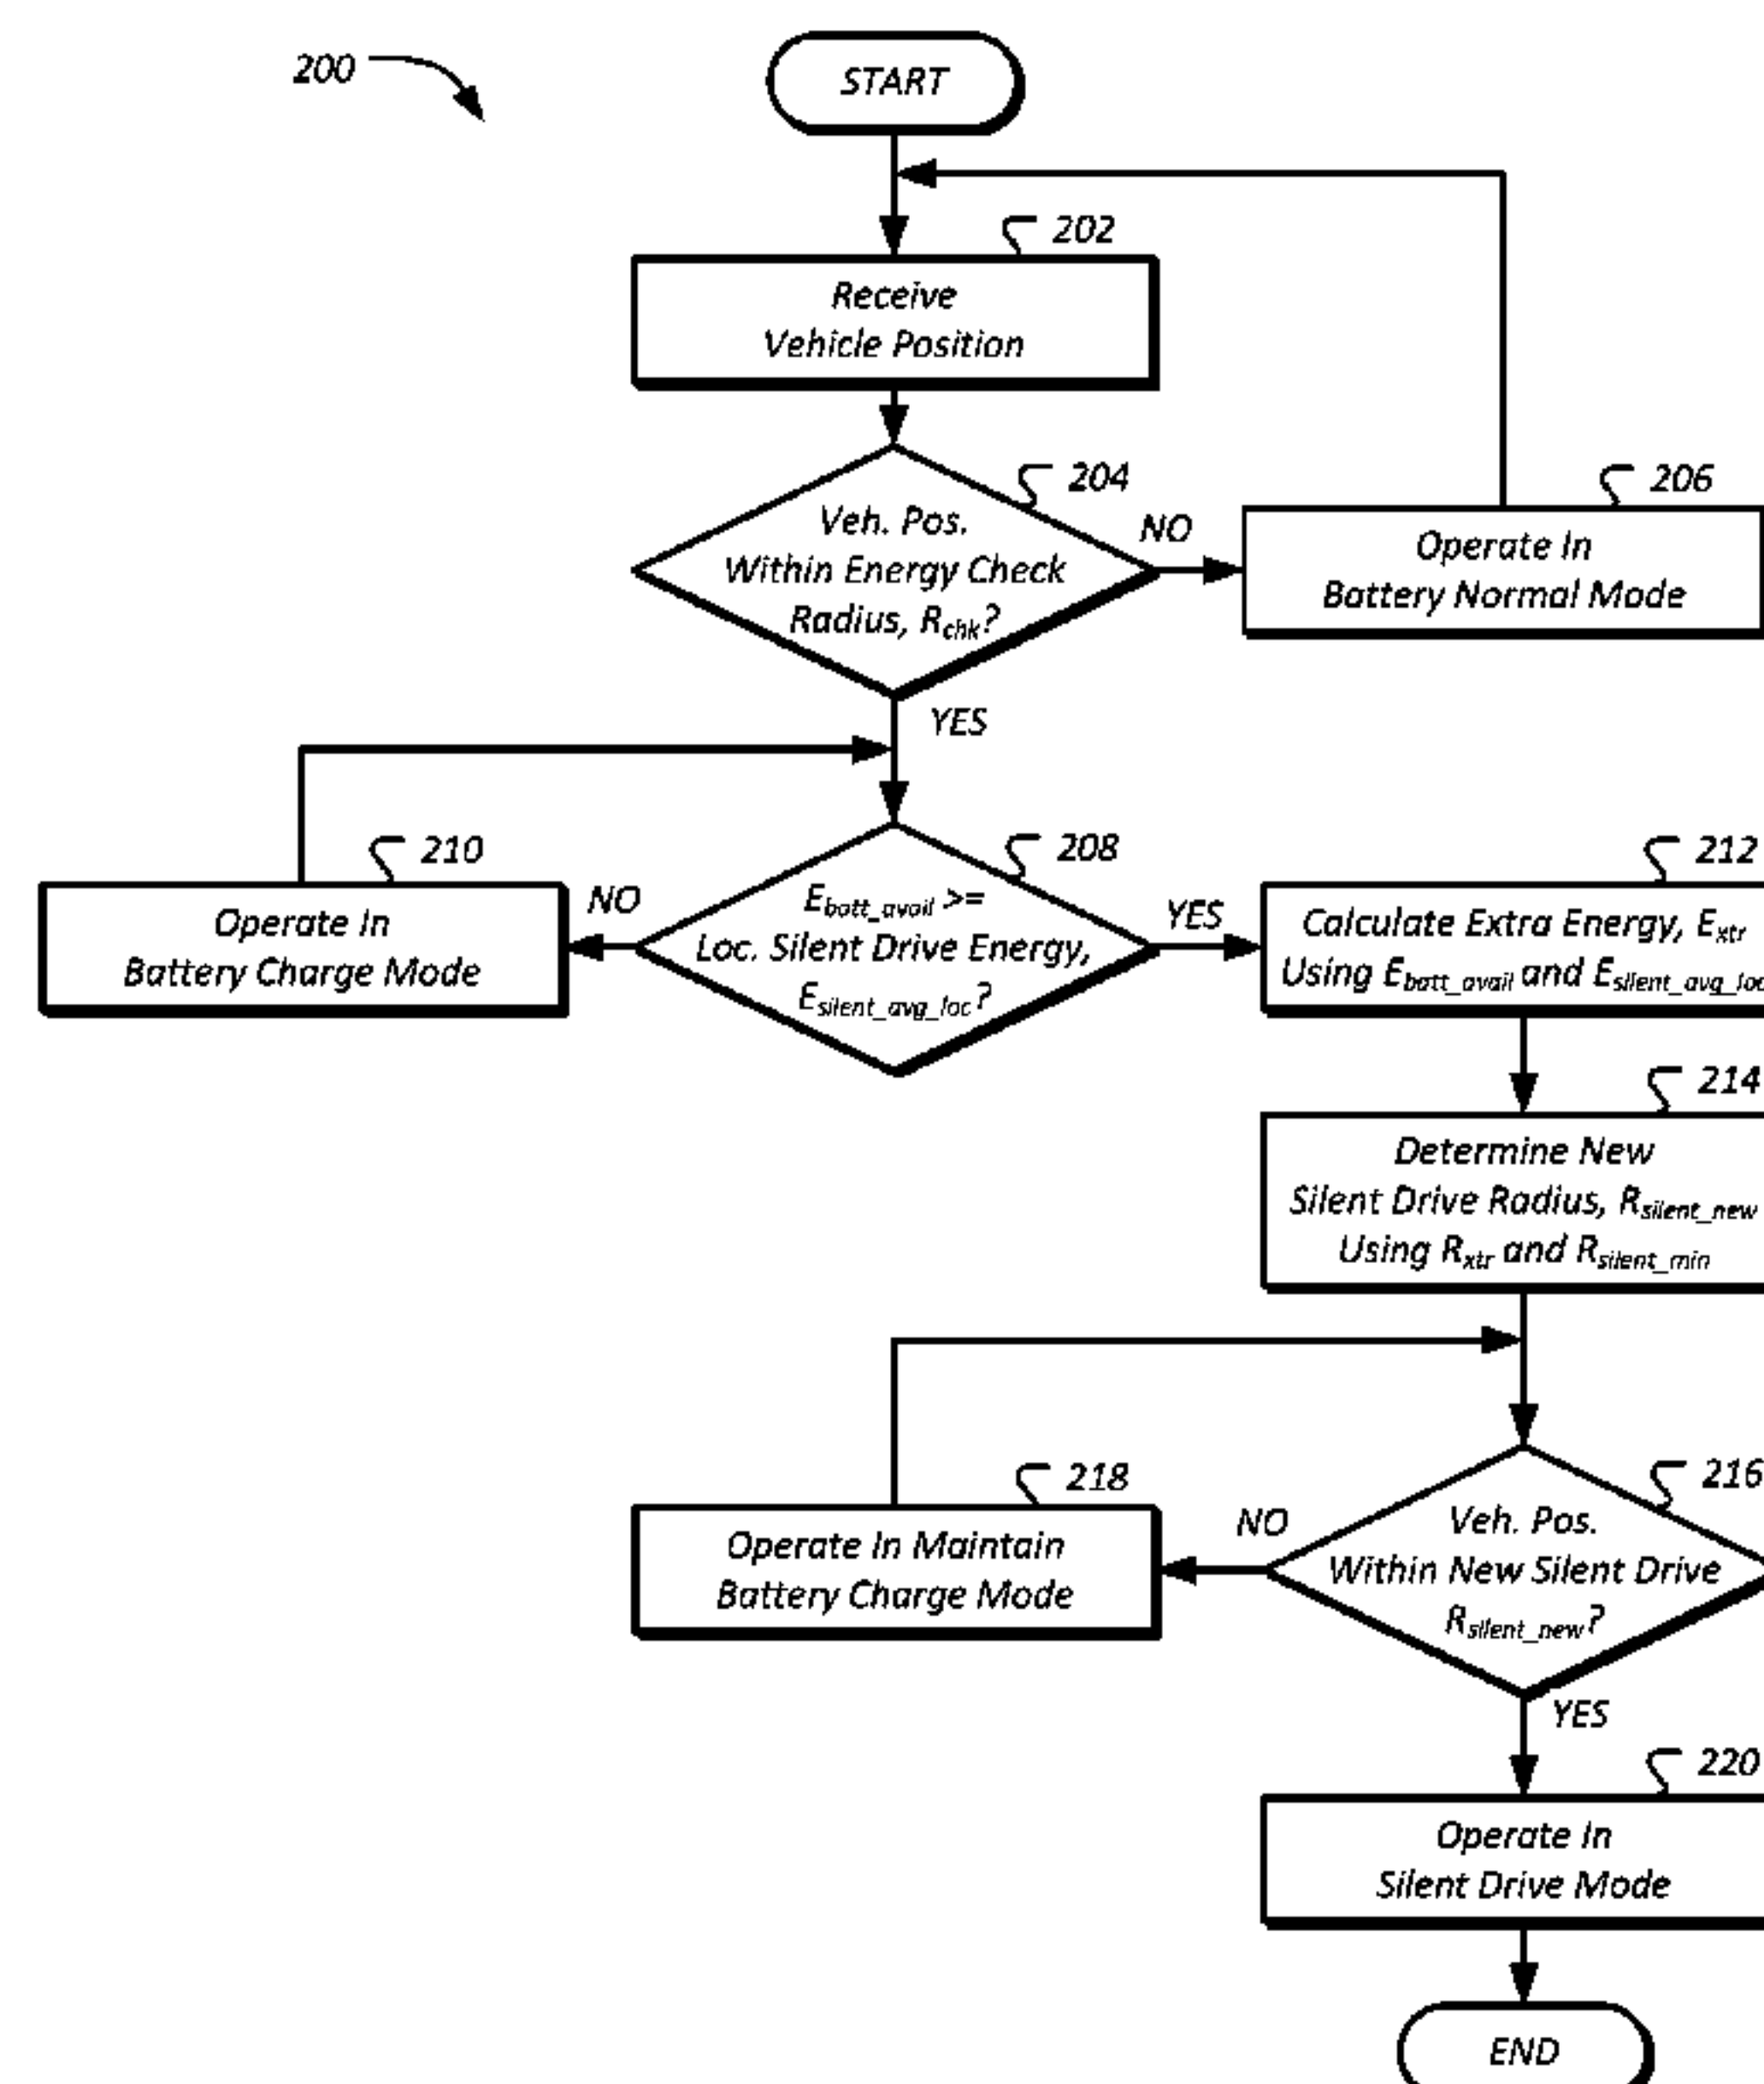 200
START
202
Receive
Vehicle Position
204
Veh. Pos.
Within Energy Check
Radius, Rchk?
NO
206
Operate In
Battery Normal Mode
YES
210
Operate In
Battery Charge Mode
NO
208
Ebatt_avail >=
Loc. Silent Drive Energy,
Esilent_avg_loc?
YES
212
Calculate Extra Energy, Extr
Using Ebatt_avail and Esilent_avg_loc
214
Determine New
Silent Drive Radius, Rsilent_new
Using Rxtr and Rsilent_min
218
Operate In Maintain
Battery Charge Mode
NO
216
Veh. Pos.
Within New Silent Drive
Rsilent_new?
YES
220
Operate In
Silent Drive Mode
END